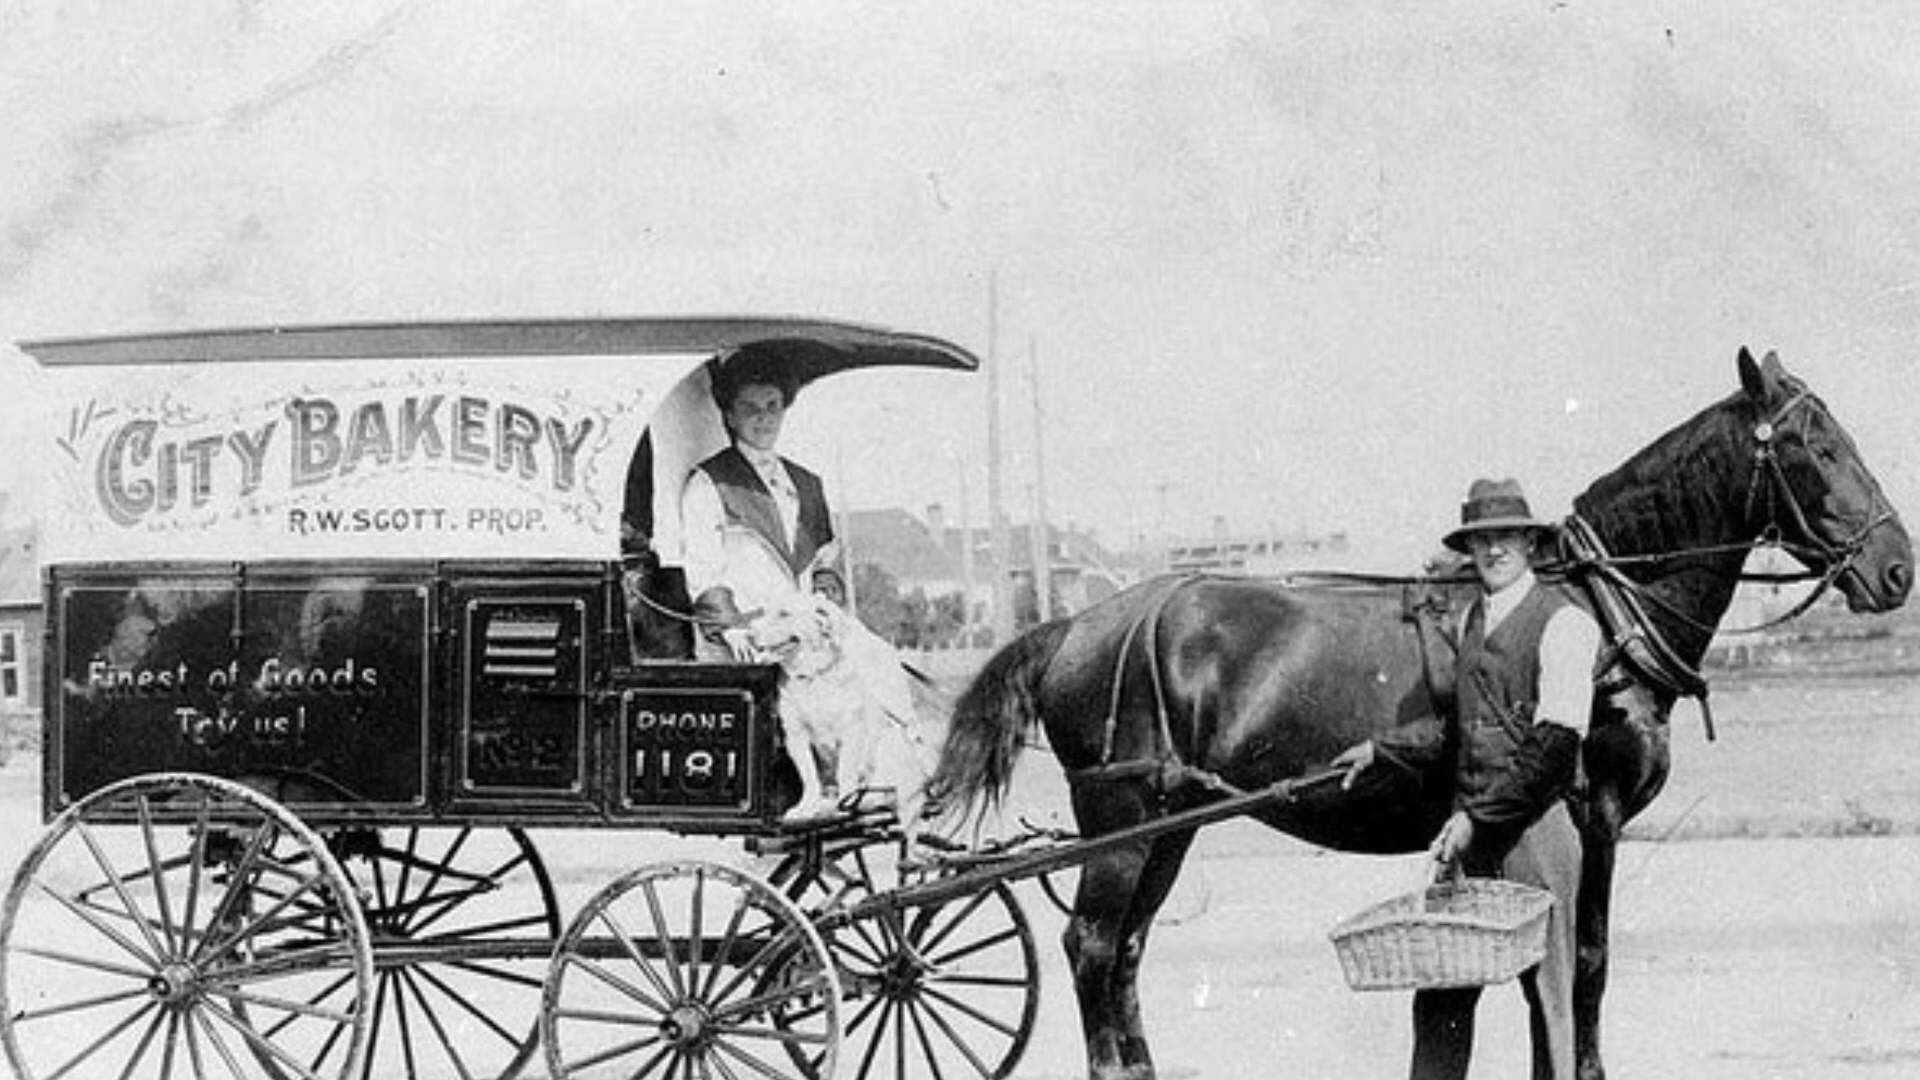 CITY BAKERY
R.W.SCOTT. PROP.
Finest of Goods
Try us!
No 2
PHONE
1181